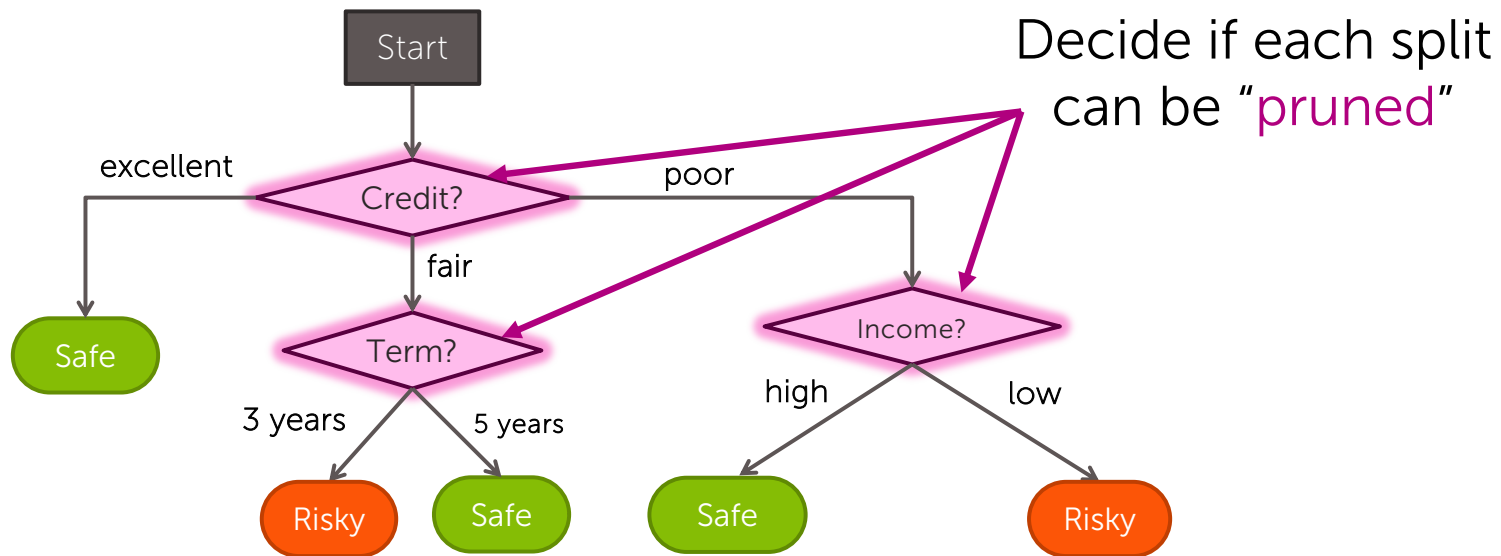 Start
Decide if each split
can be “pruned”
excellent
Credit?
poor
fair
Safe
Term?
Income?
3 years
5 years
high
low
Risky
Safe
Safe
Risky